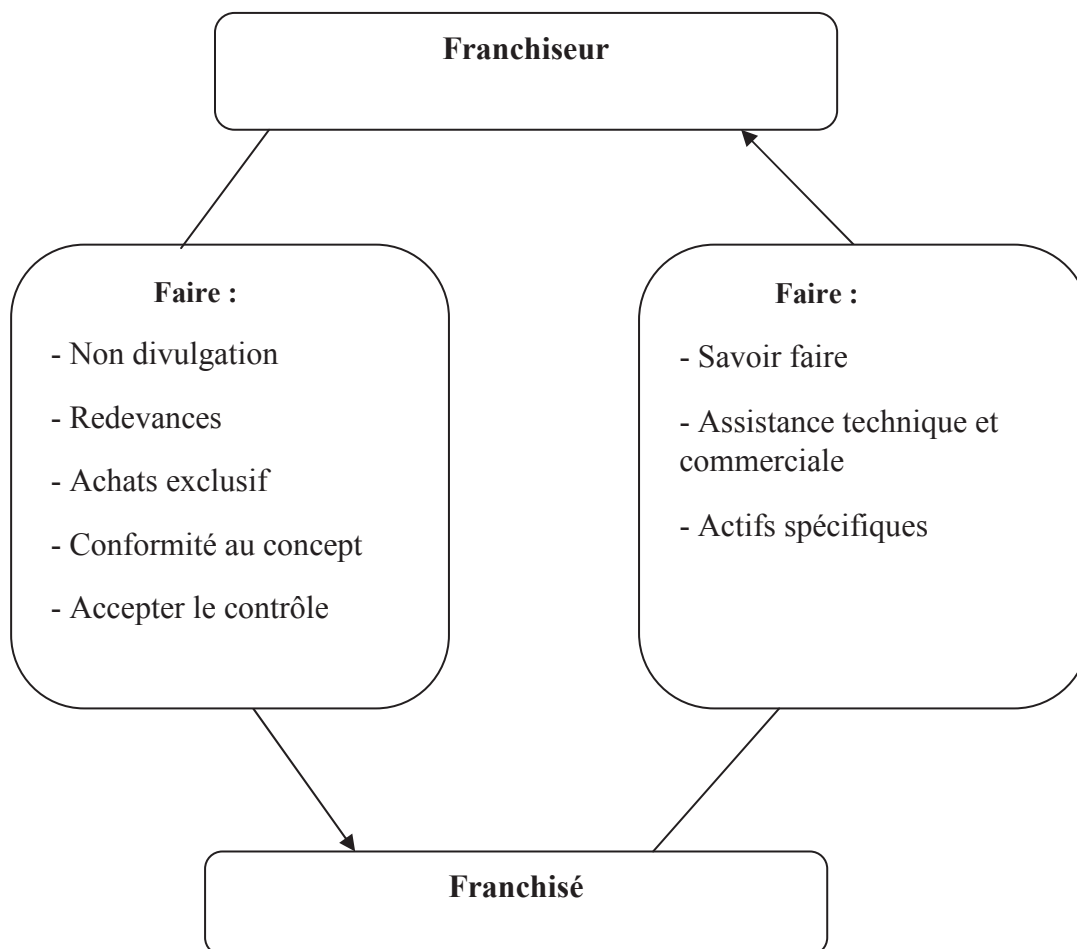 Franchiseur
Faire :
- Non divulgation
- Redevances
- Achats exclusif
- Conformité au concept
- Accepter le contrôle
Faire :
- Savoir faire
- Assistance technique et
commerciale
- Actifs spécifiques
Franchisé